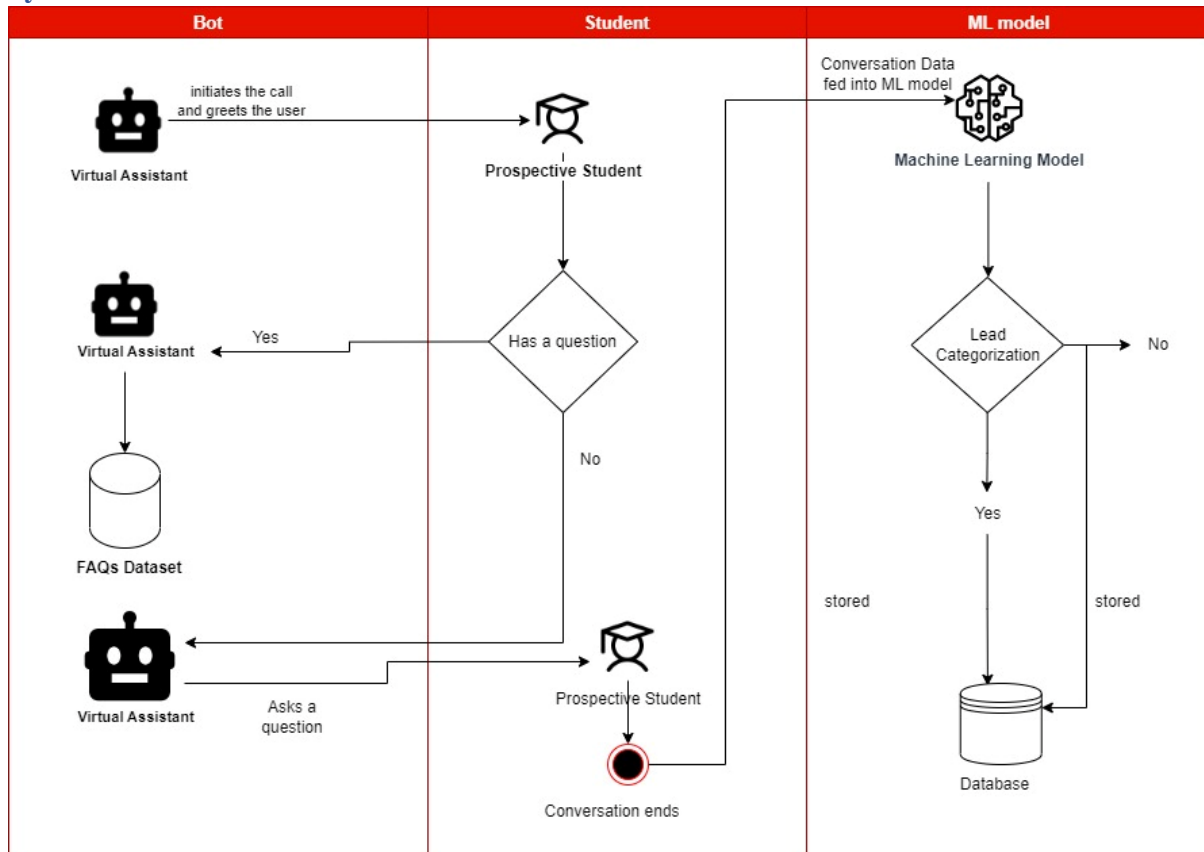 Bot
Student
ML model
initiates the call
and greets the user
Virtual Assistant
Prospective Student
Conversation Data
fed into ML model
Machine Learning Model
Virtual Assistant
Yes
Has a question
No
Lead
Categorization
No
Yes
FAQs Dataset
stored
stored
Virtual Assistant
Asks a
question
Prospective Student
Conversation ends
Database